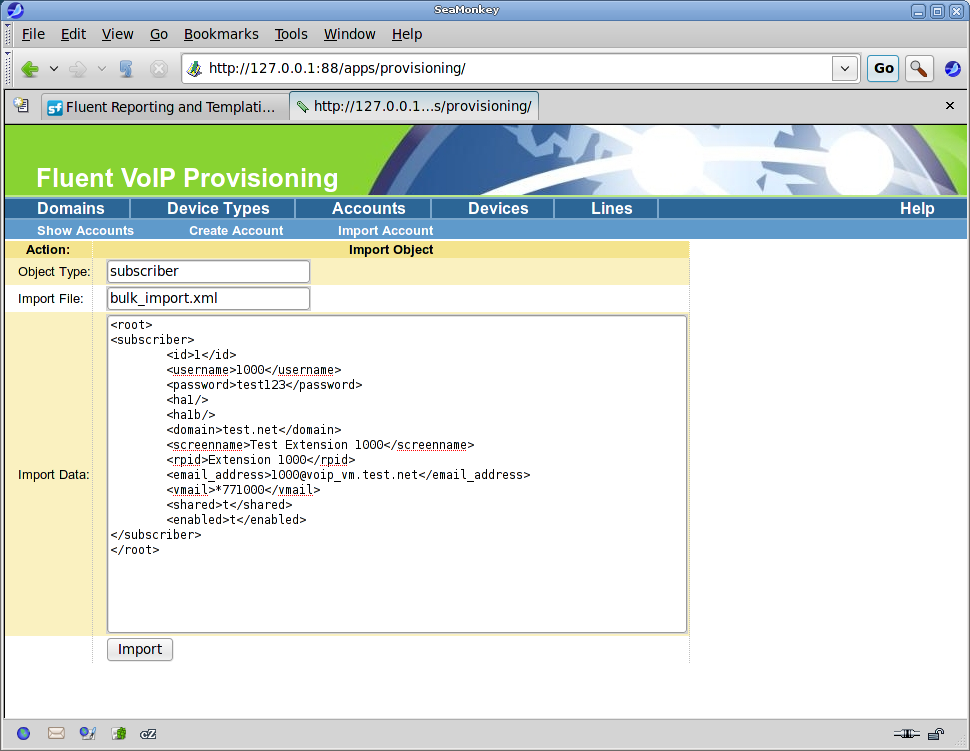 SeaMonkey
File Edit View Go Bookmarks Tools Window Help
http://127.0.0.1:88/apps/provisioning/ Go
Fluent Reporting and Templati... http://127.0.0.1...s/provisioning/
Fluent VoIP Provisioning
Domains Device Types Accounts Devices Lines Help
Show Accounts Create Account Import Account
Action: Import Object
Object Type: subscriber
Import File: bulk_import.xml
Import Data:
<root>
<subscriber>
<id>1</id>
<username>1000</username>
<password>test123</password>
<ha1/>
<ha1b/>
<domain>test.net</domain>
<screenname>Test Extension 1000</screenname>
<rpid>Extension 1000</rpid>
<email_address>1000@voip_vm.test.net</email_address>
<vmail>*771000</vmail>
<shared>t</shared>
<enabled>t</enabled>
</subscriber>
</root>
Import
cZ